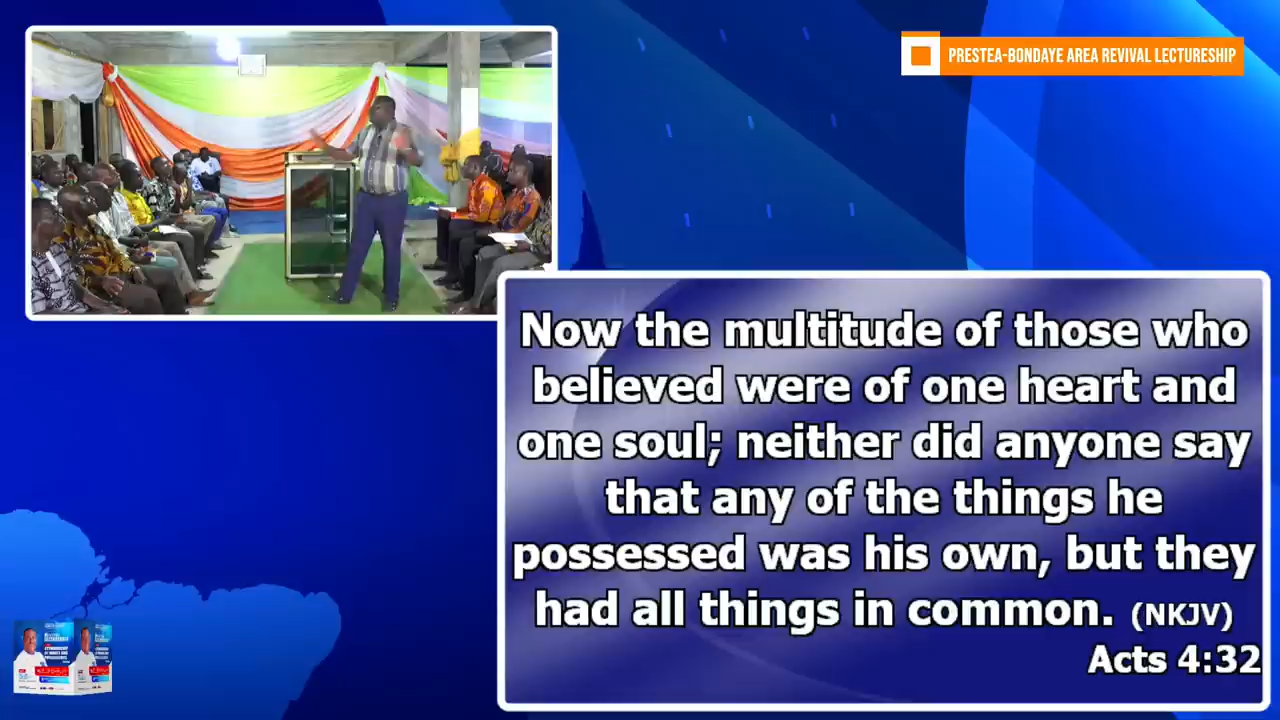 PRESTEA-BONDAYE AREA REVIVAL LECTURESHIP
Now the multitude of those who
believed were of one heart and
one soul; neither did anyone say
that any of the things he
possessed was his own, but they
had all things in common. (NKJV)
Acts 4:32